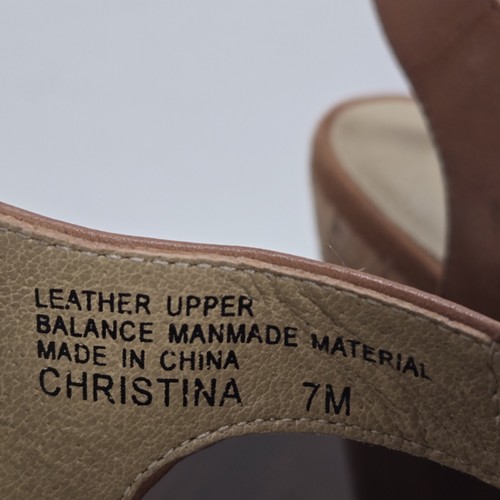 LEATHER UPPER
BALANCE MANMADE MATERIAL
MADE IN CHINA
CHRISTINA 7M